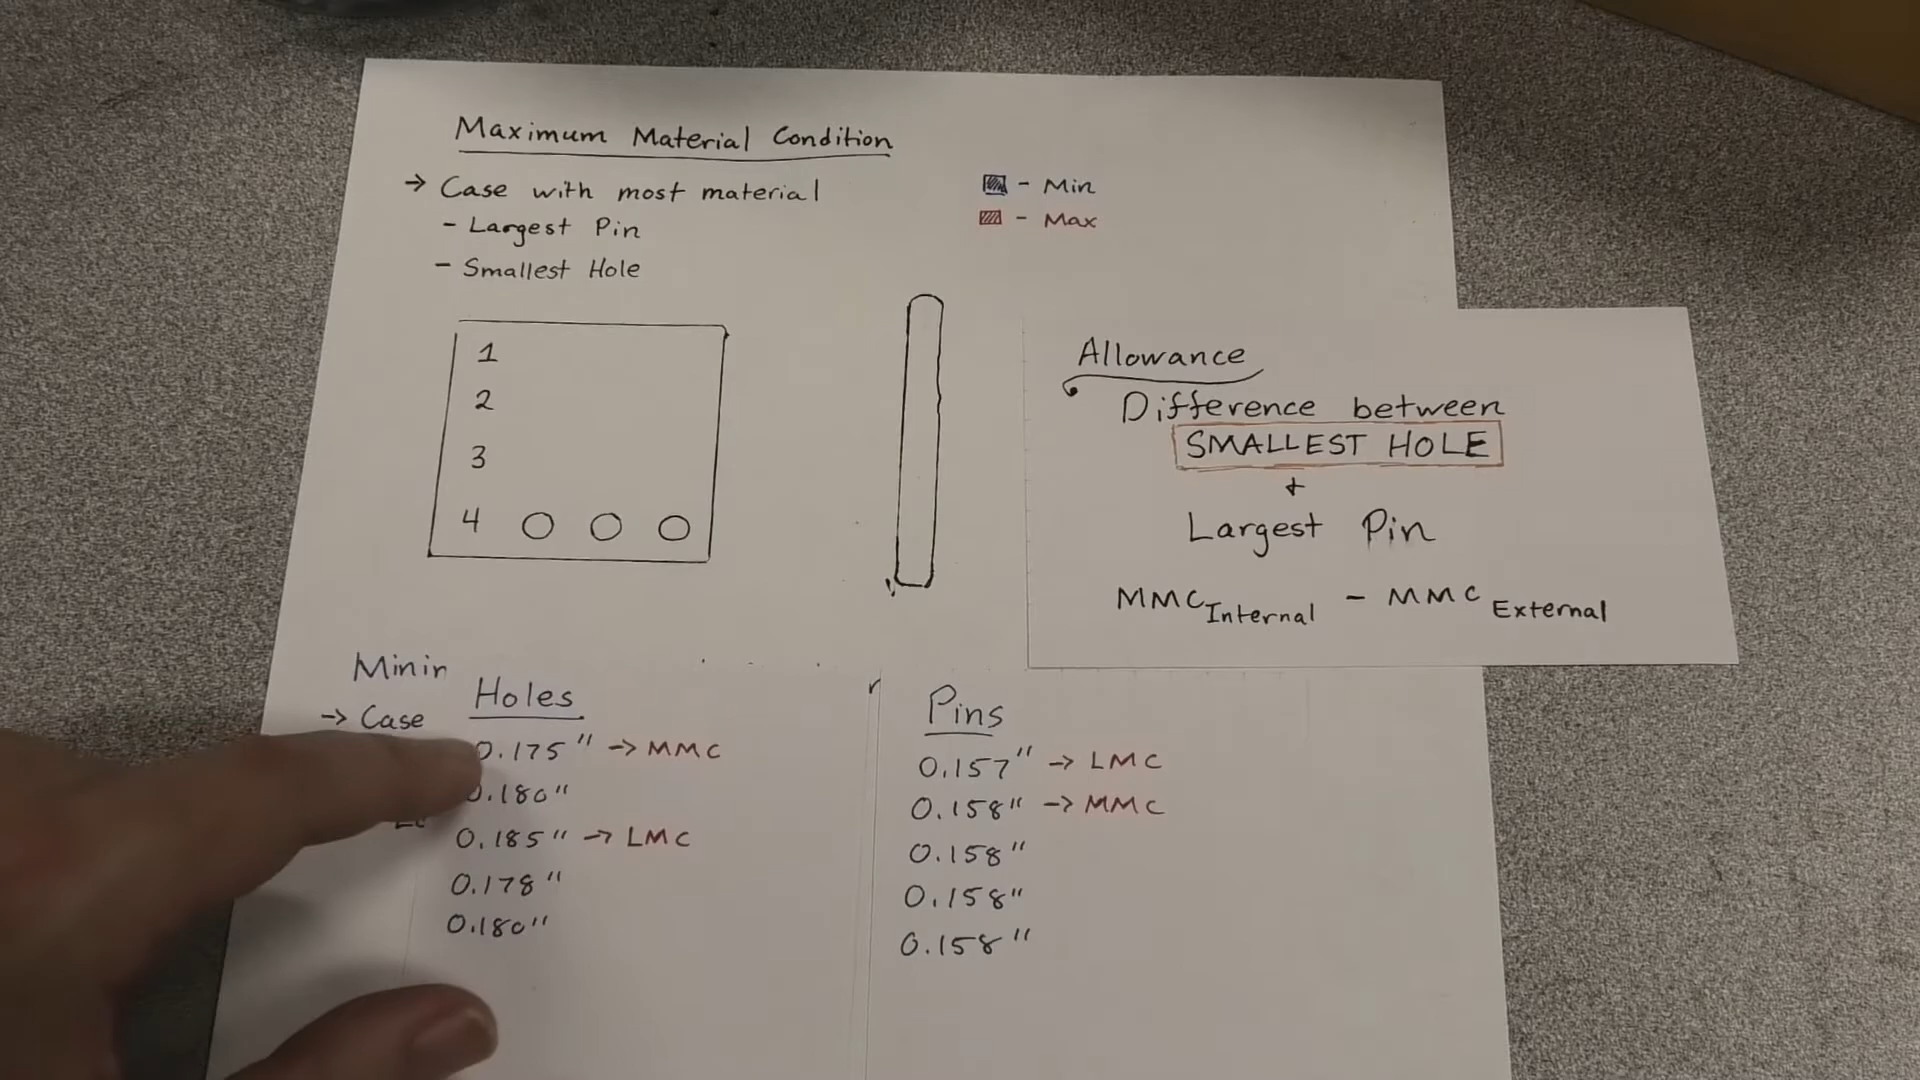 Maximum Material Condition
→ Case with most material
- Largest Pin
- Smallest Hole
- Min
- Max
1
2
3
4
Allowance
Difference between
SMALLEST HOLE
+
Largest Pin
MMC Internal - MMC External
→ Case
Holes
0.175" → MMC
0.180"
0.185" → LMC
0.178"
0.180"
Pins
0.157" → LMC
0.158" → MMC
0.158"
0.158"
0.158"